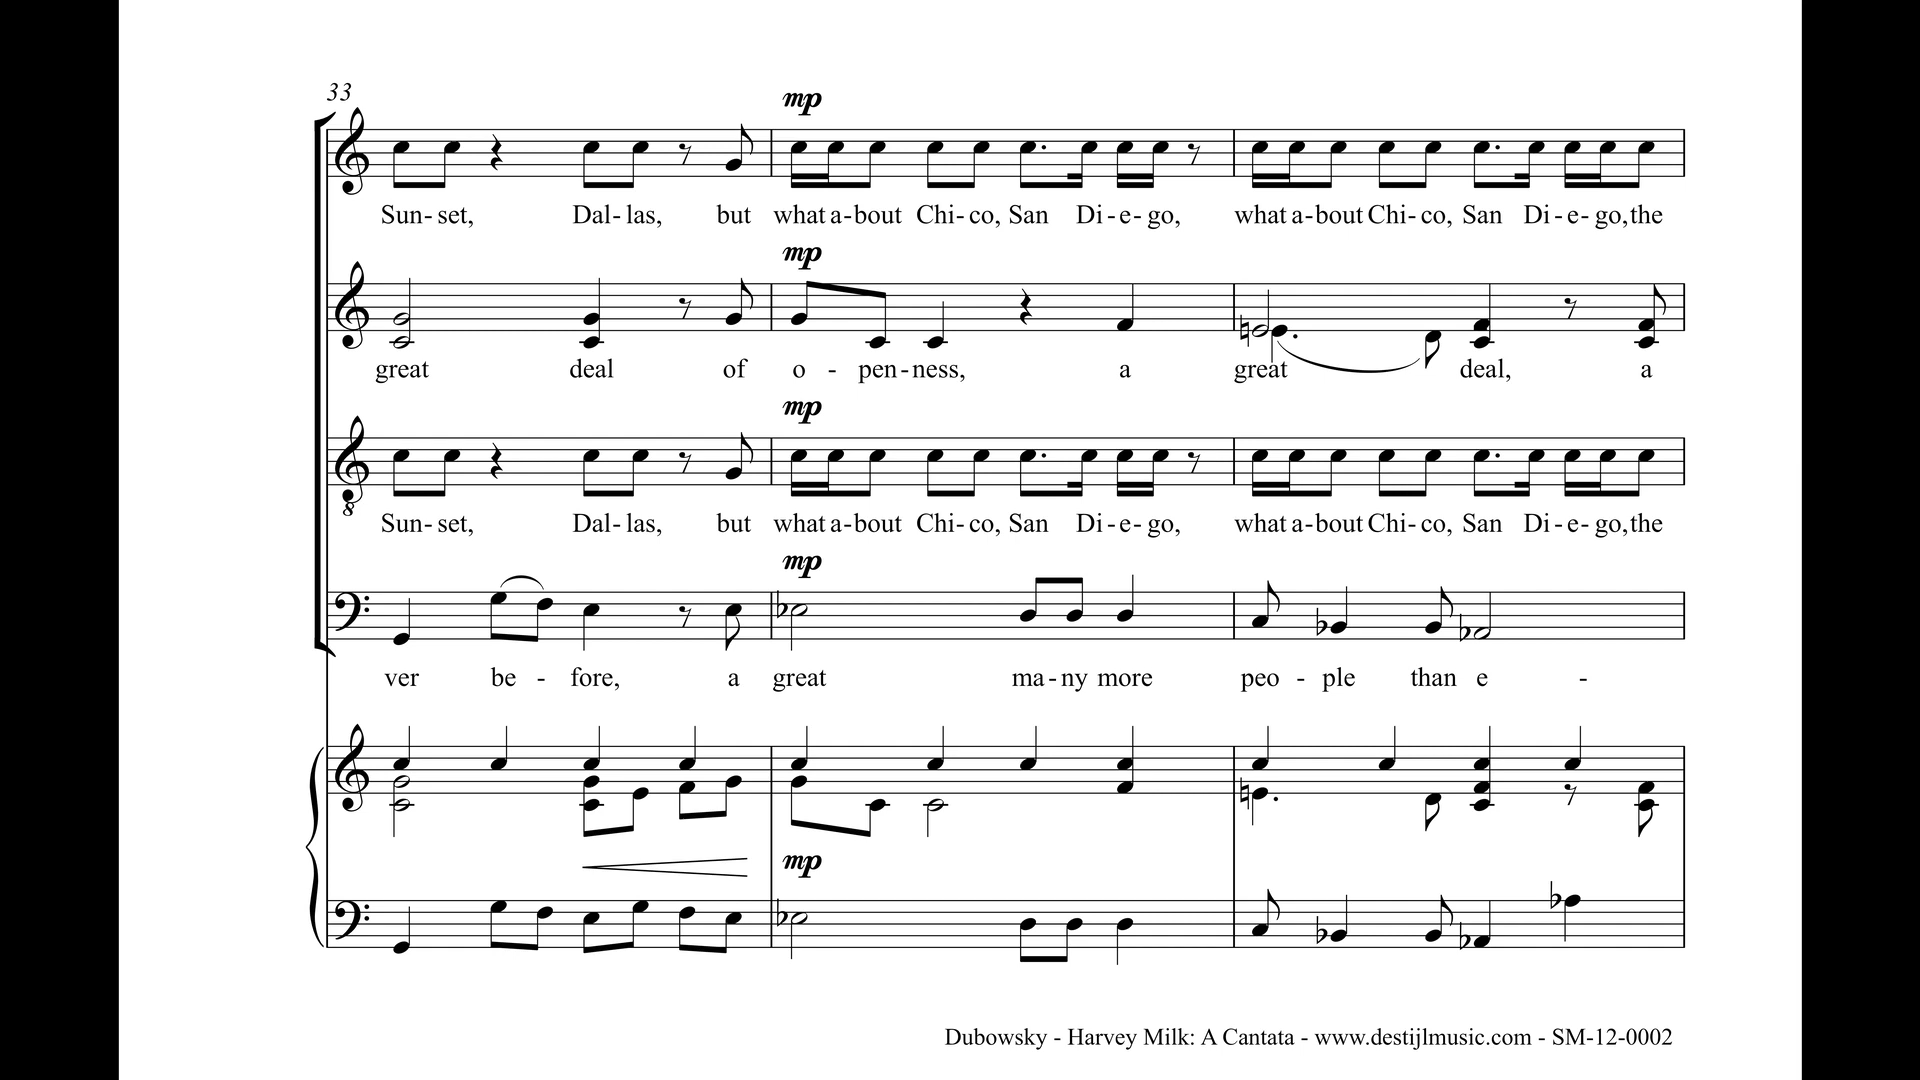 33
mp
Sun- set, Dal- las, but what a-bout Chi- co, San Di-e- go, what a-bout Chi- co, San Di-e- go, the
mp
great deal of o - pen-ness, a great deal, a
mp
8
Sun- set, Dal- las, but what a-bout Chi- co, San Di-e- go, what a-bout Chi- co, San Di-e- go, the
mp
ver be - fore, a great ma-ny more peo - ple than e -
mp
Dubowsky - Harvey Milk: A Cantata - www.destijlmusic.com - SM-12-0002